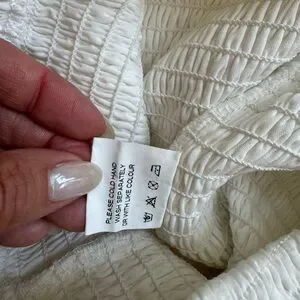 PLEASE COLD HAND
WASH SEPARATELY
OR WITH LIKE COLOUR